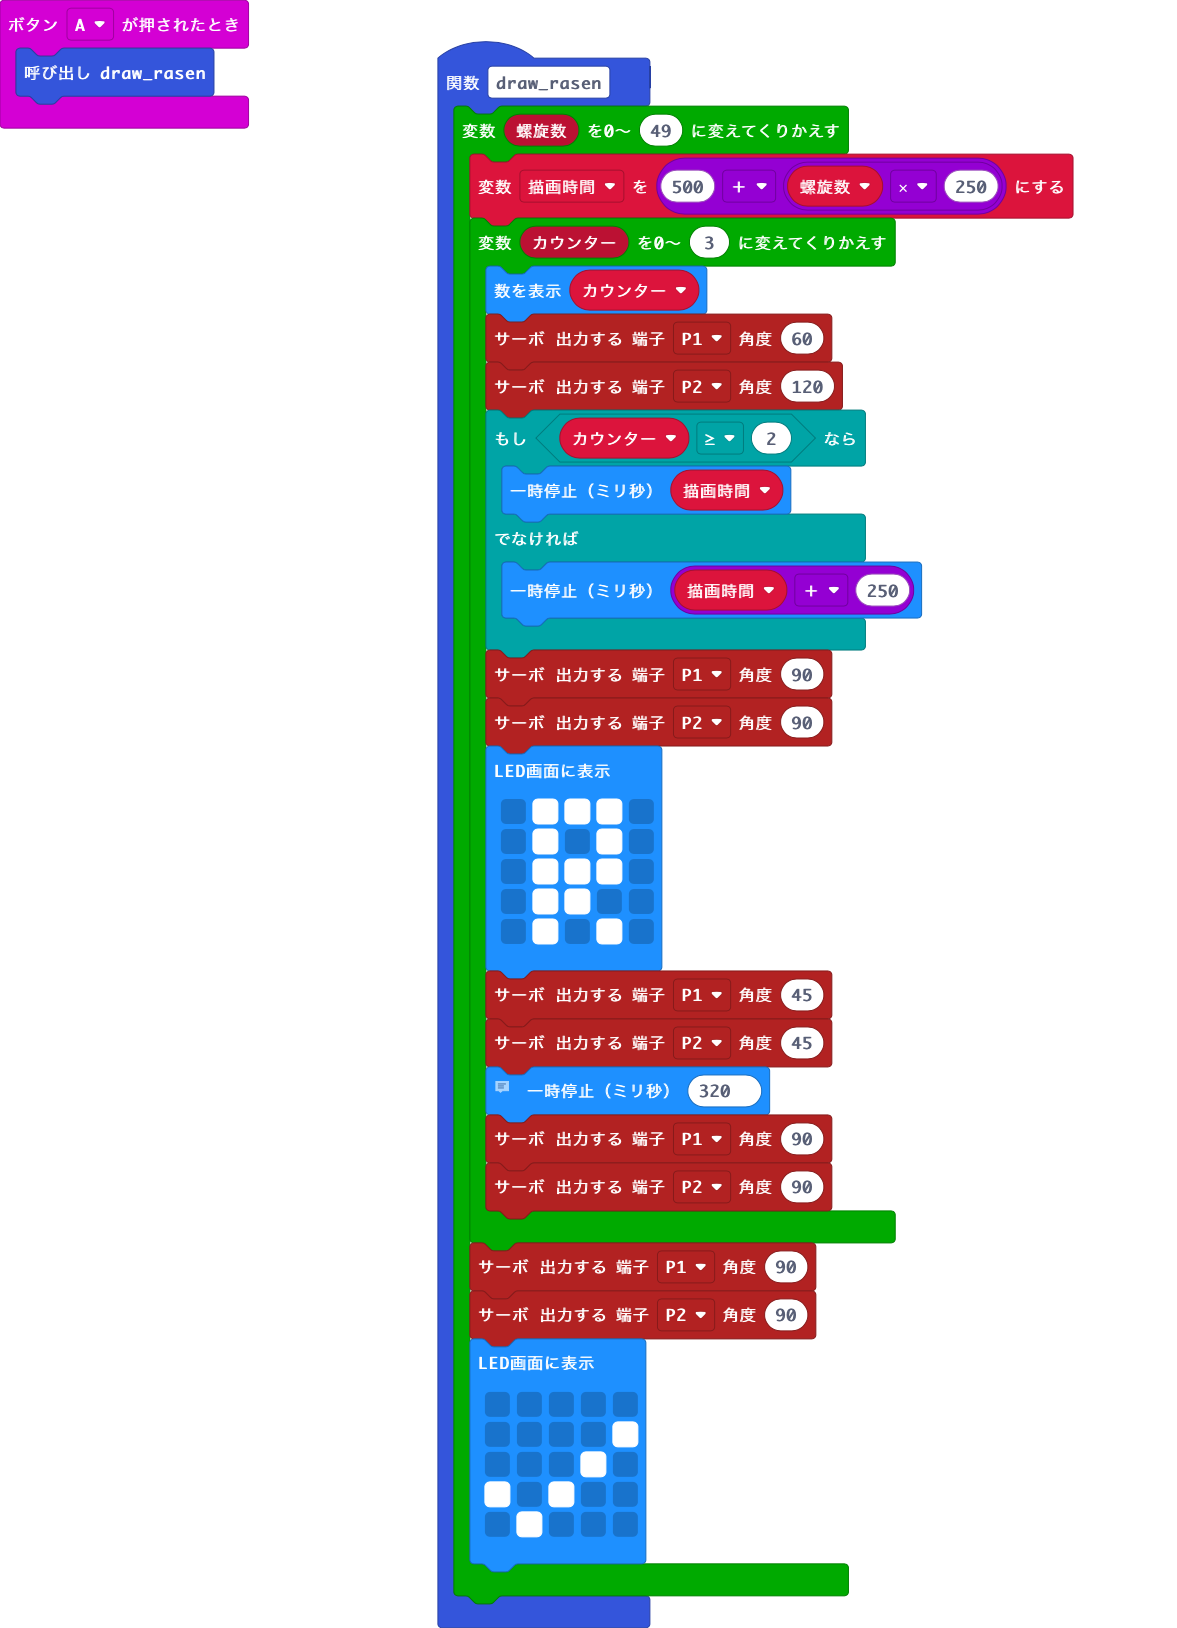 ボタン A が押されたとき
呼び出し draw_rasen
関数 draw_rasen
変数 螺旋数 を0～ 49 に変えてくりかえす
変数 描画時間 を 500 + 螺旋数 × 250 にする
変数 カウンター を0～ 3 に変えてくりかえす
数を表示 カウンター
サーボ 出力する 端子 P1 角度 60
サーボ 出力する 端子 P2 角度 120
もし カウンター ≥ 2 なら
一時停止（ミリ秒） 描画時間
でなければ
一時停止（ミリ秒） 描画時間 + 250
サーボ 出力する 端子 P1 角度 90
サーボ 出力する 端子 P2 角度 90
LED画面に表示
サーボ 出力する 端子 P1 角度 45
サーボ 出力する 端子 P2 角度 45
一時停止（ミリ秒） 320
サーボ 出力する 端子 P1 角度 90
サーボ 出力する 端子 P2 角度 90
サーボ 出力する 端子 P1 角度 90
サーボ 出力する 端子 P2 角度 90
LED画面に表示